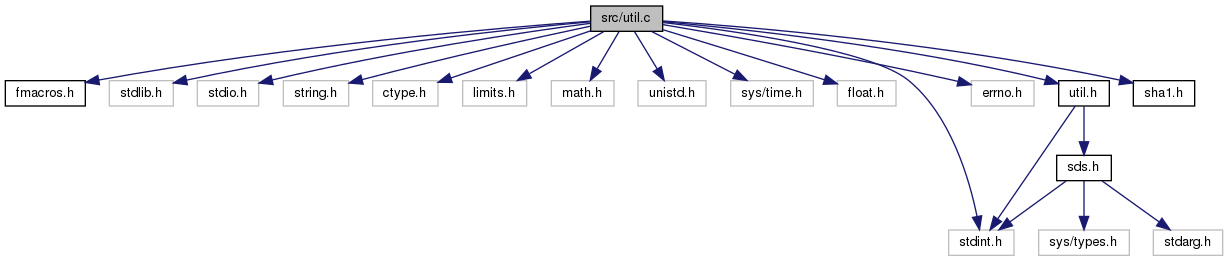 src/util.c
fmacros.h
stdlib.h
stdio.h
string.h
ctype.h
limits.h
math.h
unistd.h
sys/time.h
float.h
errno.h
util.h
sha1.h
sds.h
stdint.h
sys/types.h
stdarg.h